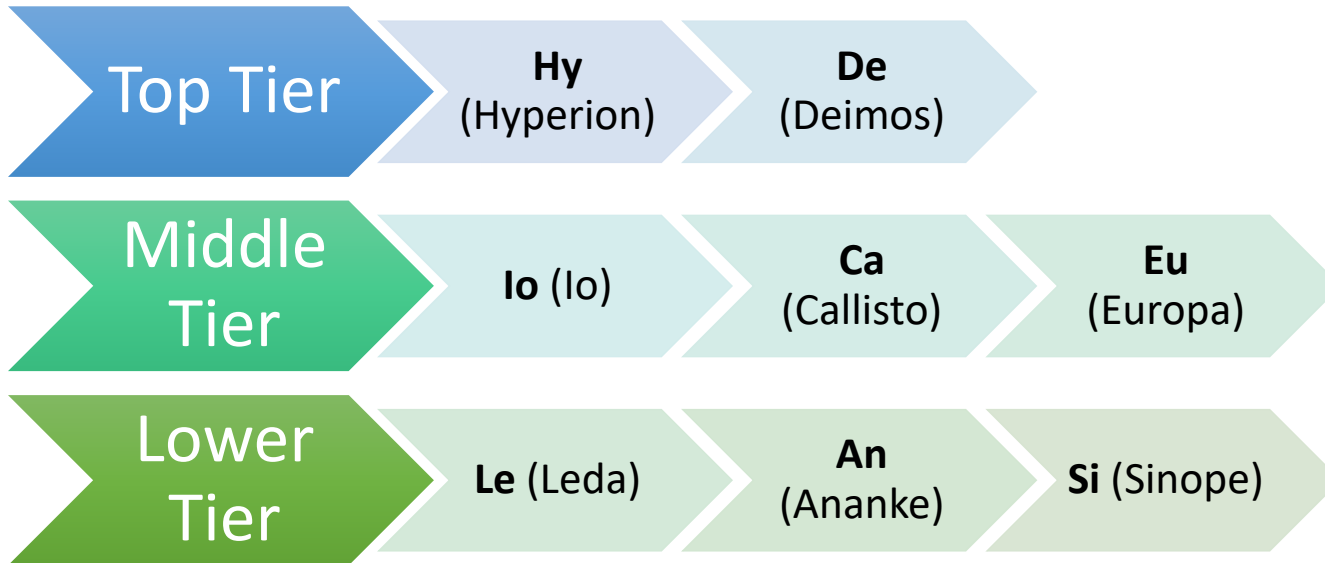 Top Tier
Hy
(Hyperion)
De
(Deimos)
Middle
Tier
Io (Io)
Ca
(Callisto)
Eu
(Europa)
Lower
Tier
Le (Leda)
An
(Ananke)
Si (Sinope)